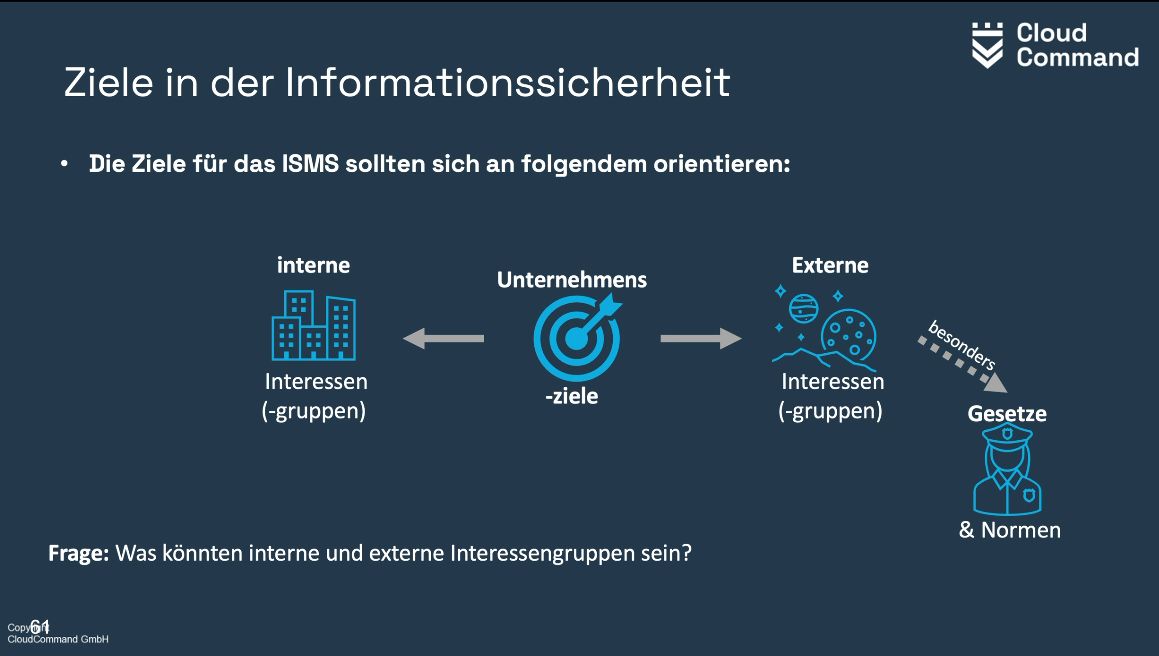 Cloud
Command
Ziele in der Informationssicherheit
• Die Ziele für das ISMS sollten sich an folgendem orientieren:
interne
Interessen
(-gruppen)
Unternehmens
-ziele
Externe
Interessen
(-gruppen)
besonders
Gesetze
& Normen
Frage: Was könnten interne und externe Interessengruppen sein?
61
Copyright
CloudCommand GmbH